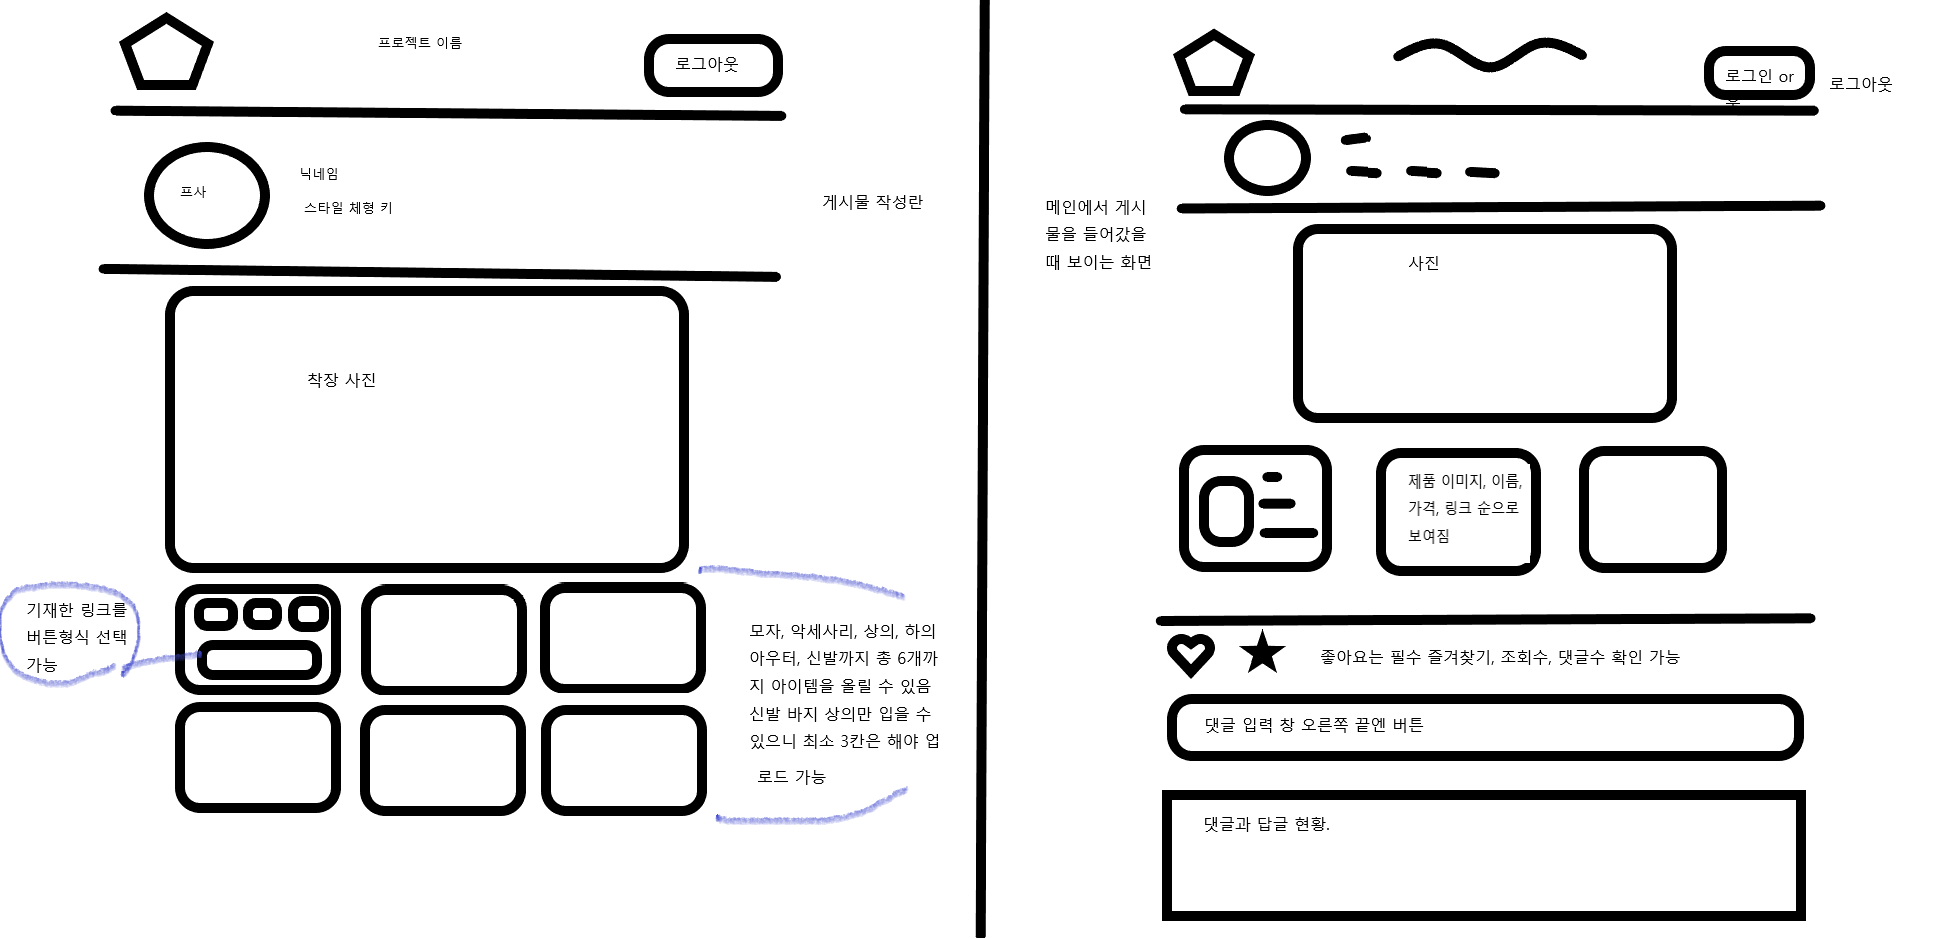 프로젝트 이름
로그아웃
프사
닉네임
스타일 체형 키
게시물 작성란
착장 사진
기재한 링크를
버튼형식 선택
가능
모자, 악세사리, 상의, 하의
아우터, 신발까지 총 6개까
지 아이템을 올릴 수 있음
신발 바지 상의만 입을 수
있으니 최소 3칸은 해야 업
로드 가능
로그인 or
로그아웃
메인에서 게시
물을 들어갔을
때 보이는 화면
사진
제품 이미지, 이름,
가격, 링크 순으로
보여짐
좋아요는 필수 즐겨찾기, 조회수, 댓글수 확인 가능
댓글 입력 창 오른쪽 끝엔 버튼
댓글과 답글 현황.